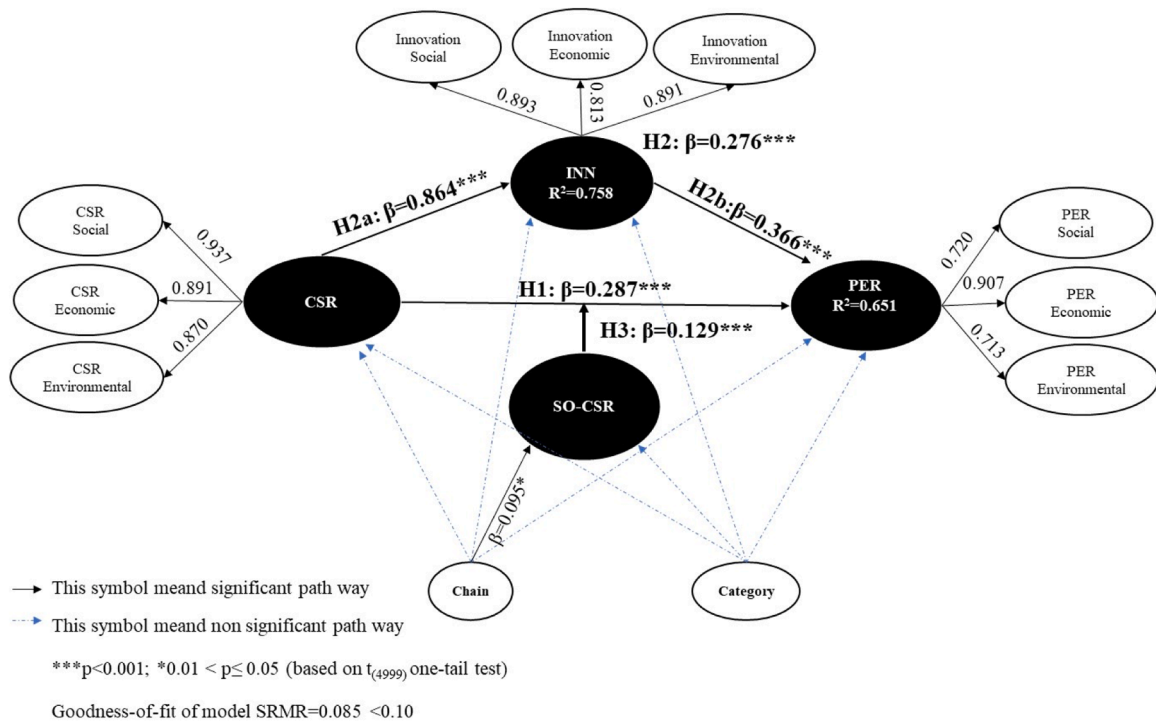 Innovation
Social
Innovation
Economic
Innovation
Environmental
0.893
0.813
0.891
H2: β=0.276***
INN
R²=0.758
H2a: β=0.864***
H2b:β=0.366***
CSR
Social
CSR
Economic
CSR
Environmental
0.937
0.891
0.870
CSR
H1: β=0.287***
H3: β=0.129***
PER
R²=0.651
0.720
0.907
0.713
PER
Social
PER
Economic
PER
Environmental
SO-CSR
β=0.095*
Chain
Category
This symbol meand significant path way
This symbol meand non significant path way
***p<0.001; *0.01 < p≤ 0.05 (based on t(4999) one-tail test)
Goodness-of-fit of model SRMR=0.085 <0.10